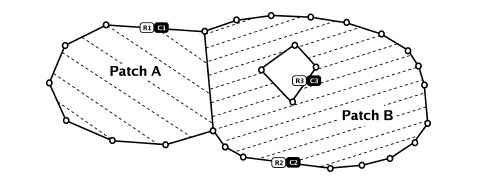 R1 C1
Patch A
R3 C3
Patch B
R2 C2